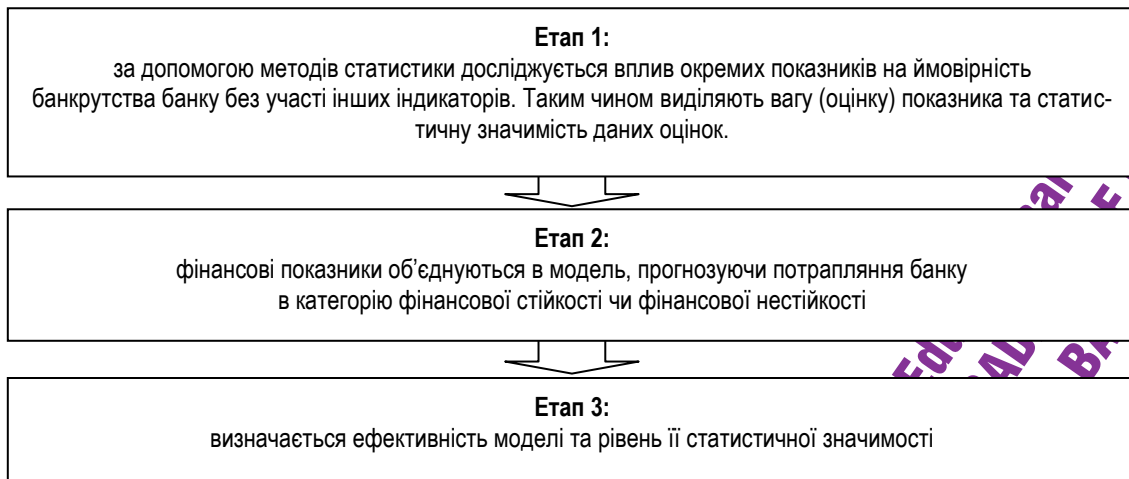 Етап 1:
за допомогою методів статистики досліджується вплив окремих показників на ймовірність
банкрутства банку без участі інших індикаторів. Таким чином виділяють вагу (оцінку) показника та статис-
тичну значимість даних оцінок.
Етап 2:
фінансові показники об’єднуються в модель, прогнозуючи потрапляння банку
в категорію фінансової стійкості чи фінансової нестійкості
Етап 3:
визначається ефективність моделі та рівень її статистичної значимості